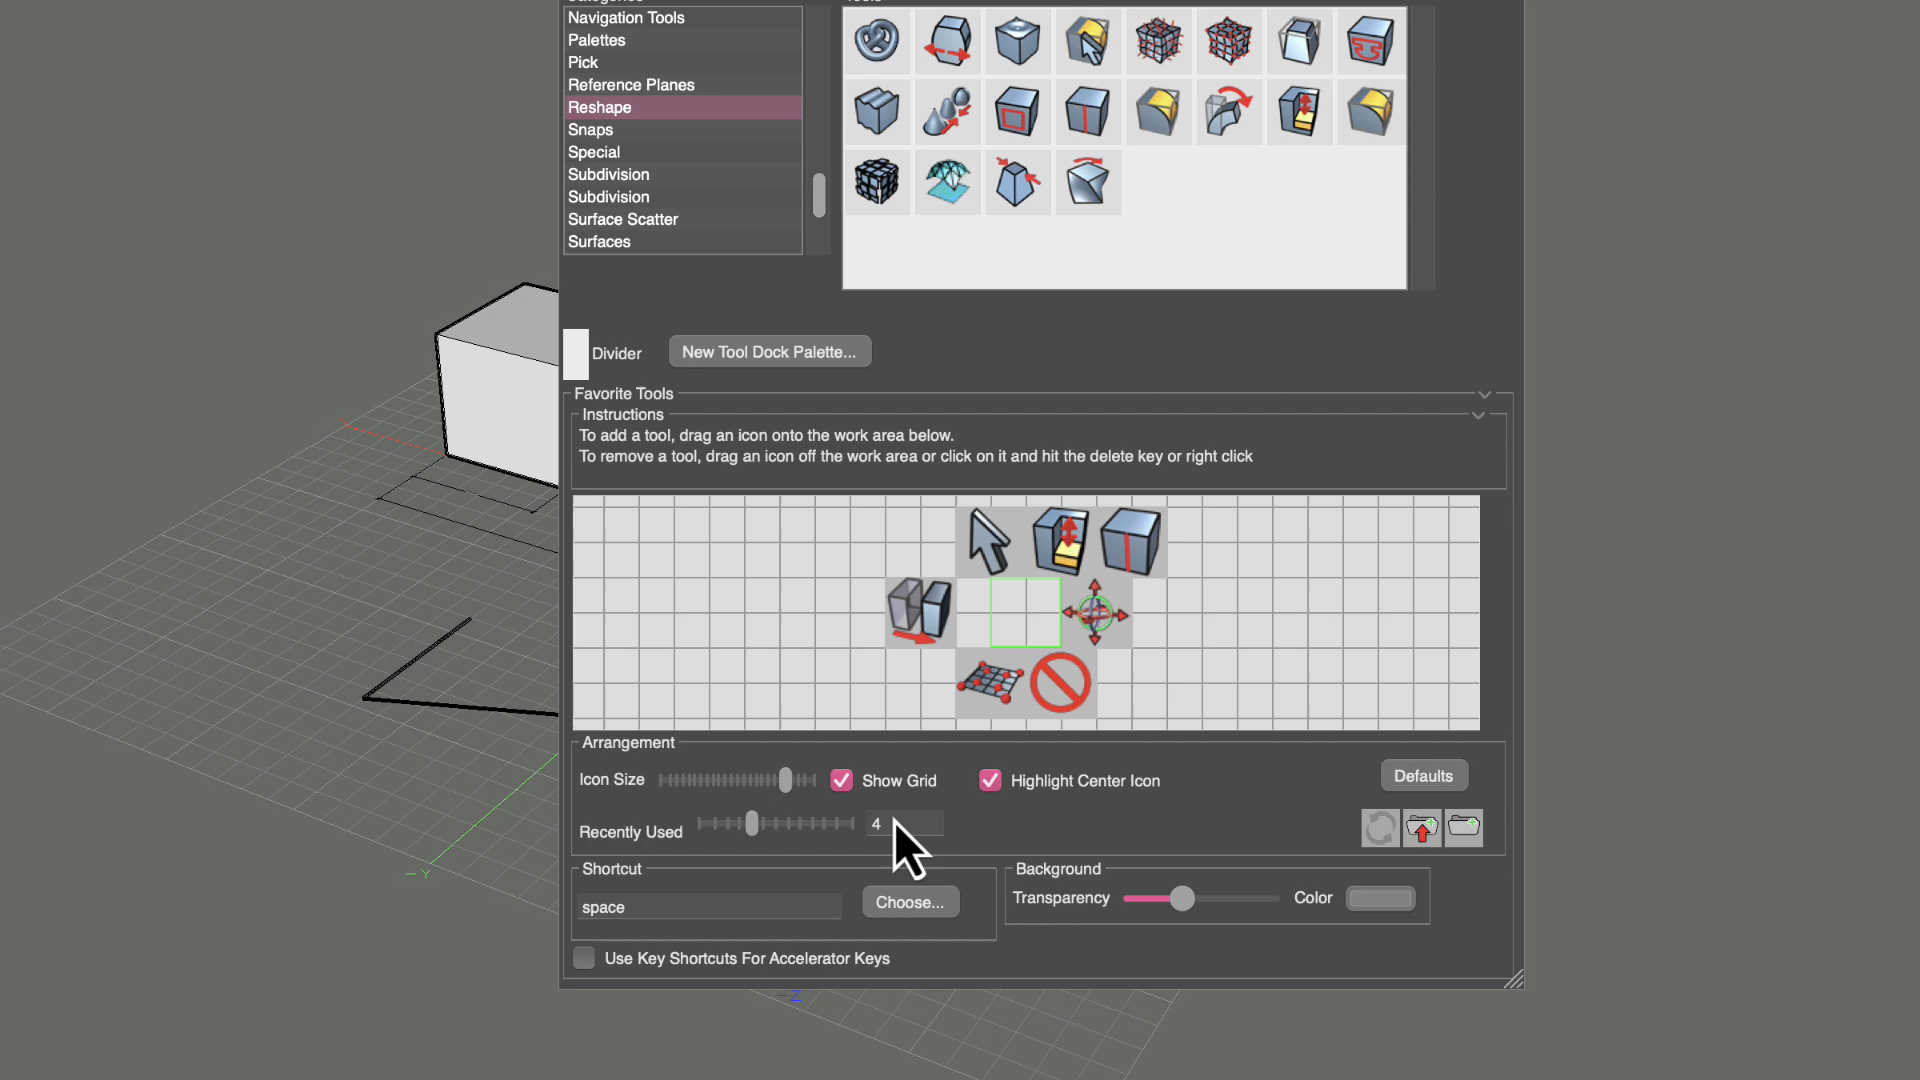 Navigation Tools
Palettes
Pick
Reference Planes
Reshape
Snaps
Special
Subdivision
Subdivision
Surface Scatter
Surfaces
Divider
New Tool Dock Palette...
Favorite Tools
Instructions
To add a tool, drag an icon onto the work area below.
To remove a tool, drag an icon off the work area or click on it and hit the delete key or right click
Arrangement
Icon Size
Show Grid
Highlight Center Icon
Defaults
Recently Used
4
Shortcut
space
Choose...
Background
Transparency
Color
Use Key Shortcuts For Accelerator Keys
– Y
– Z